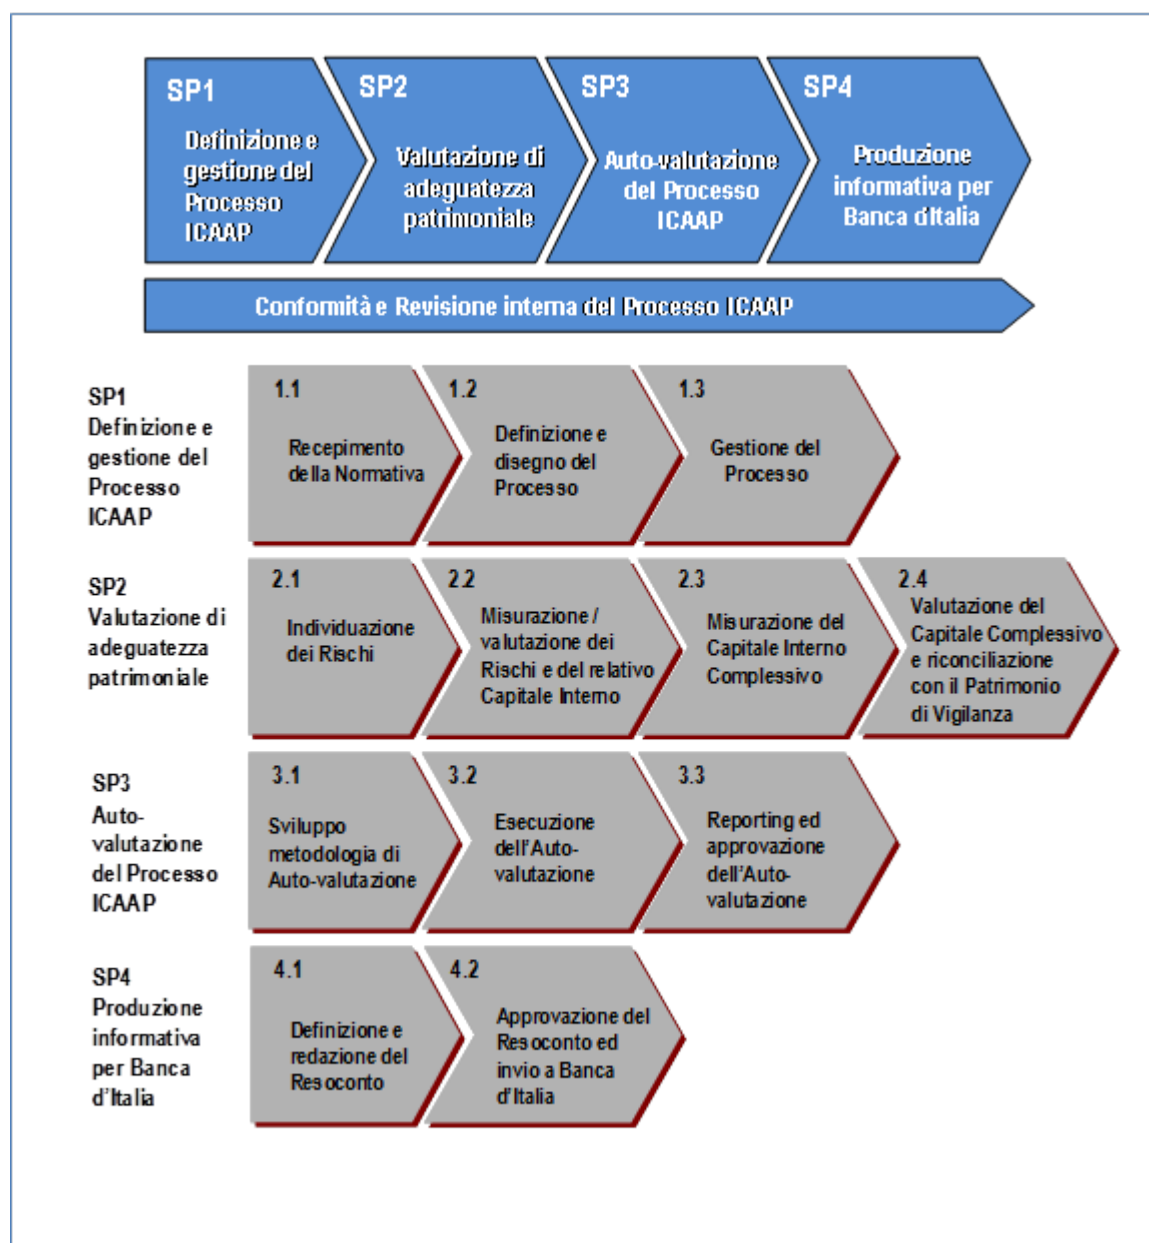 SP1
Definizione e
gestione del
Processo
ICAAP
SP2
Valutazione di
adeguatezza
patrimoniale
SP3
Auto-valutazione
del Processo
ICAAP
SP4
Produzione
informativa per
Banca d'Italia
Conformità e Revisione interna del Processo ICAAP
SP1
Definizione e
gestione del
Processo
ICAAP
1.1
Recepimento
della Normativa
1.2
Definizione e
disegno del
Processo
1.3
Gestione del
Processo
SP2
Valutazione di
adeguatezza
patrimoniale
2.1
Individuazione
dei Rischi
2.2
Misurazione /
valutazione dei
Rischi e del relativo
Capitale Interno
2.3
Misurazione del
Capitale Interno
Complessivo
2.4
Valutazione del
Capitale Complessivo
e riconciliazione
con il Patrimonio
di Vigilanza
SP3
Auto-
valutazione
del Processo
ICAAP
3.1
Sviluppo
metodologia di
Auto-valutazione
3.2
Esecuzione
dell'Auto-
valutazione
3.3
Reporting ed
approvazione
dell'Auto-
valutazione
SP4
Produzione
informativa
per Banca
d'Italia
4.1
Definizione e
redazione del
Resoconto
4.2
Approvazione del
Resoconto ed
invio a Banca
d'Italia